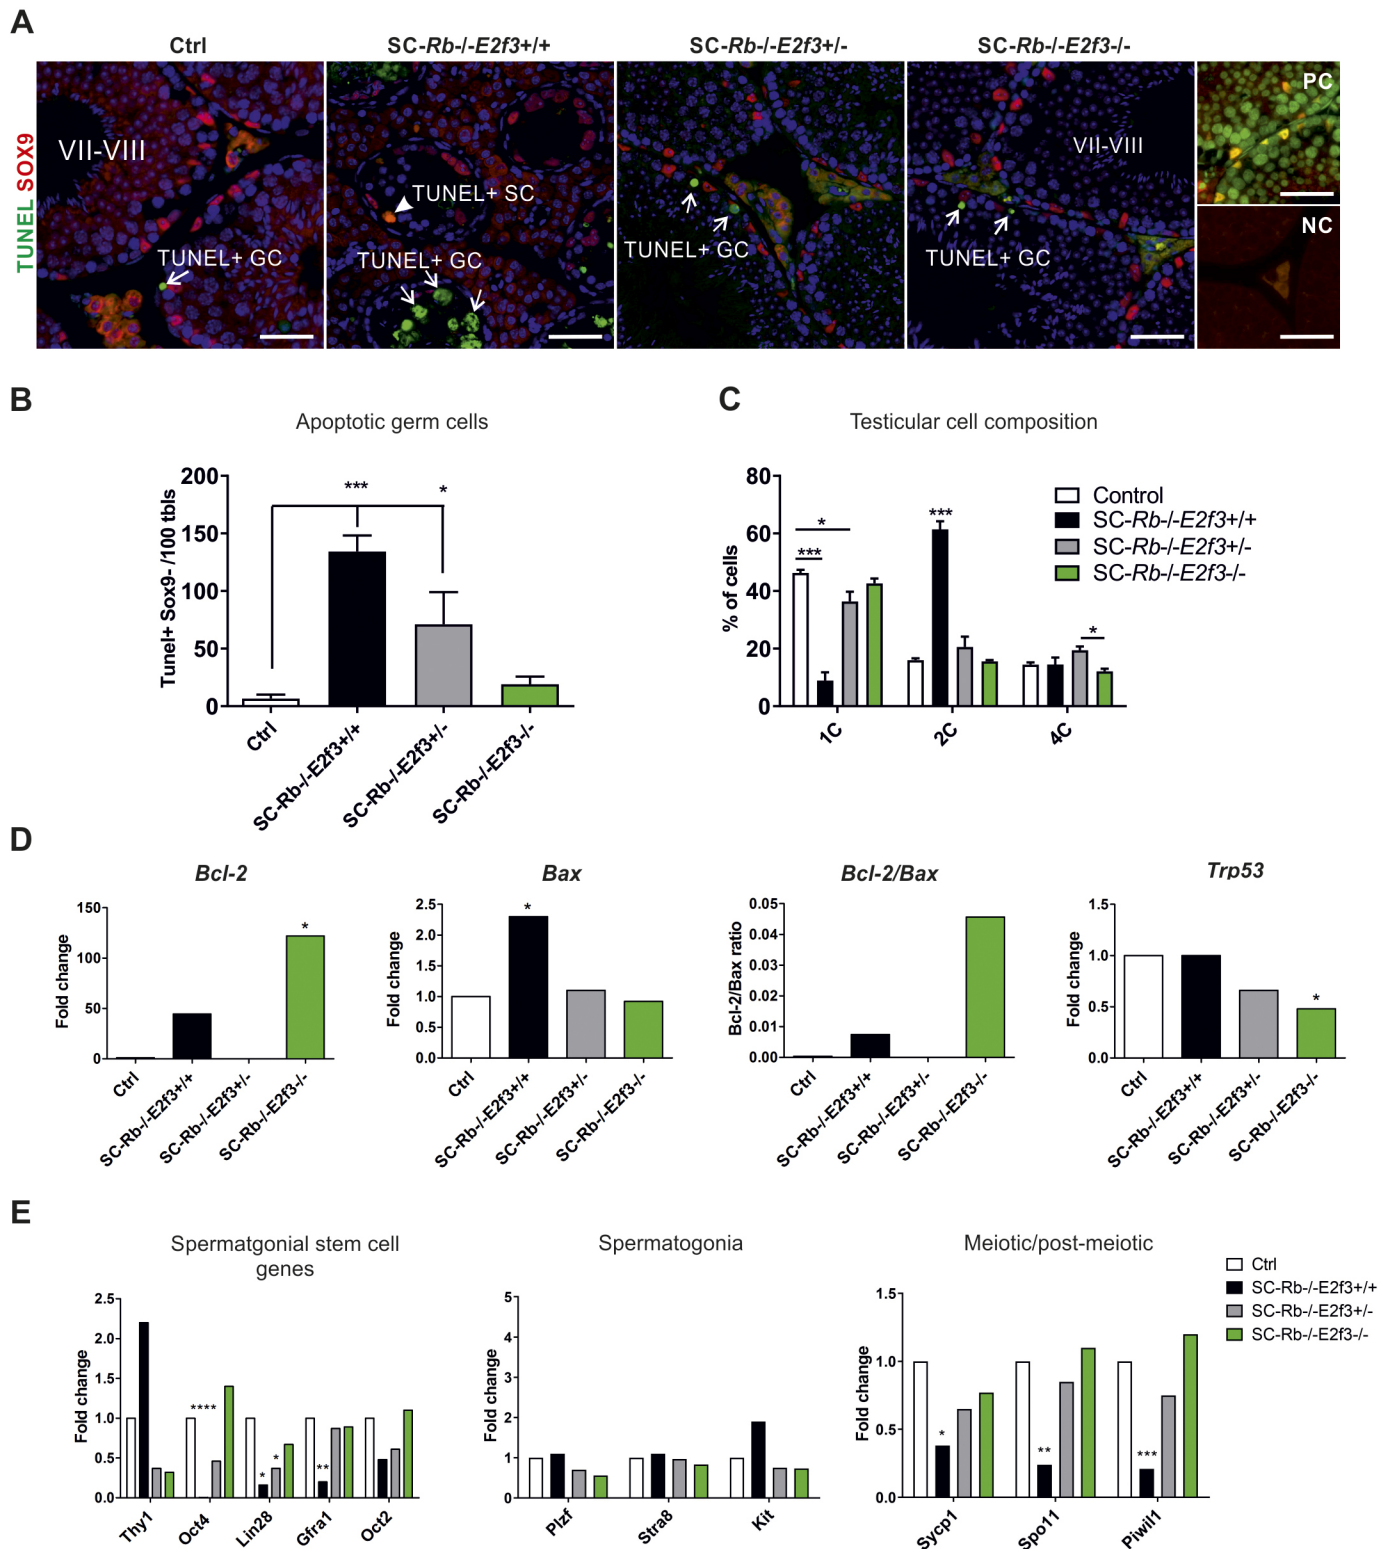 A
Ctrl
SC-Rb-/-E2f3+/+
SC-Rb-/-E2f3+/-
SC-Rb-/-E2f3-/-
TUNEL SOX9
VII-VIII
TUNEL+ GC
TUNEL+ SC
TUNEL+ GC
TUNEL+ GC
VII-VIII
TUNEL+ GC
PC
NC
B
Apoptotic germ cells
Tunel+ Sox9- /100 tbls
200
150
100
50
0
***
*
Ctrl
SC-Rb-/-E2f3+/+
SC-Rb-/-E2f3+/-
SC-Rb-/-E2f3-/-
C
Testicular cell composition
% of cells
80
60
40
20
0
*
***
***
*
1C
2C
4C
Control
SC-Rb-/-E2f3+/+
SC-Rb-/-E2f3+/-
SC-Rb-/-E2f3-/-
D
Bcl-2
Fold change
150
100
50
0
*
Ctrl
SC-Rb-/-E2f3+/+
SC-Rb-/-E2f3+/-
SC-Rb-/-E2f3-/-
Bax
Fold change
2.5
2.0
1.5
1.0
0.5
0.0
*
Ctrl
SC-Rb-/-E2f3+/+
SC-Rb-/-E2f3+/-
SC-Rb-/-E2f3-/-
Bcl-2/Bax
Bcl-2/Bax ratio
0.05
0.04
0.03
0.02
0.01
0.00
Ctrl
SC-Rb-/-E2f3+/+
SC-Rb-/-E2f3+/-
SC-Rb-/-E2f3-/-
Trp53
Fold change
1.5
1.0
0.5
0.0
*
Ctrl
SC-Rb-/-E2f3+/+
SC-Rb-/-E2f3+/-
SC-Rb-/-E2f3-/-
E
Spermatgonial stem cell
genes
Fold change
2.5
2.0
1.5
1.0
0.5
0.0
****
*
*
**
Thy1
Oct4
Lin28
Gfra1
Oct2
Spermatogonia
Fold change
5
4
3
2
1
0
Plzf
Stra8
Kit
Meiotic/post-meiotic
Fold change
1.5
1.0
0.5
0.0
*
**
***
Sycp1
Spo11
Piwil1
Ctrl
SC-Rb-/-E2f3+/+
SC-Rb-/-E2f3+/-
SC-Rb-/-E2f3-/-